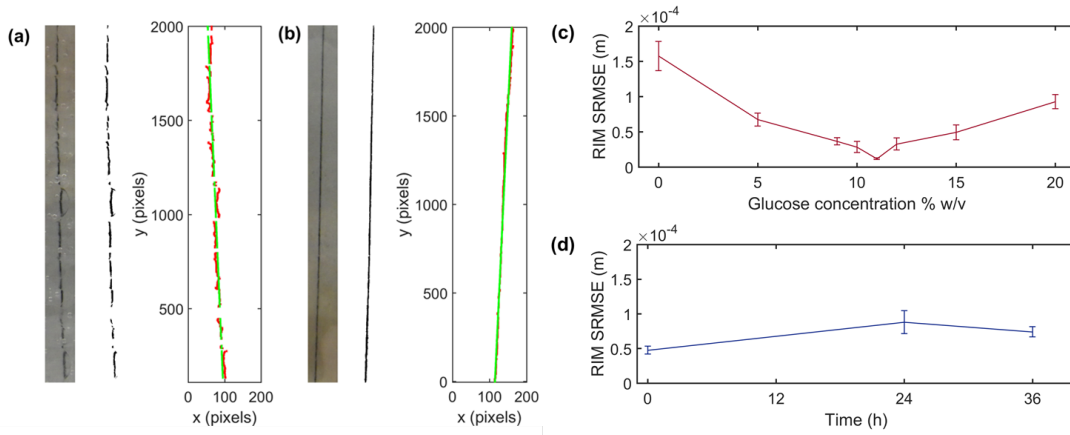 (a)
2000
1500
1000
500
y (pixels)
0 100 200
x (pixels)
(b)
2000
1500
1000
500
0
y (pixels)
0 100 200
x (pixels)
(c)
×10-4
2
1.5
1
0.5
0
RIM SRMSE (m)
0 5 10 15 20
Glucose concentration % w/v
(d)
×10-4
2
1.5
1
0.5
0
RIM SRMSE (m)
0 12 24 36
Time (h)